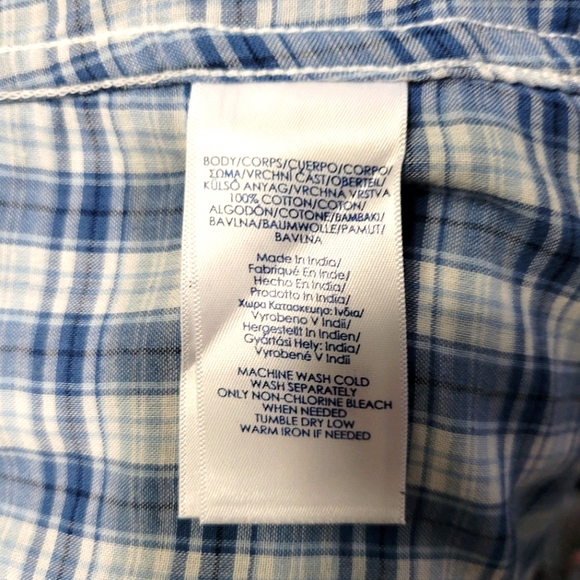 BODY/CORPS/CUERPO/CORPO/
ΣΩΜΑ/VRCHNÍ ČÁST/OBERTEIL/
KÜLSŐ ANYAG/VRCHNA VRSTVA
100% COTTON/COTON/
ALGODÓN/COTONE/ΒΑΜΒΑΚΙ/
BAVLNA/BAUMWOLLE/PAMUT/
BAVLNA
Made In India/
Fabriqué En Inde/
Hecho En India/
Prodotto In India/
Χωρα Κατασκευησ: Ινδια/
Vyrobeno V Indii/
Hergestellt In Indien/
Gyártási Hely: India/
Vyrobené V Indii
MACHINE WASH COLD
WASH SEPARATELY
ONLY NON-CHLORINE BLEACH
WHEN NEEDED
TUMBLE DRY LOW
WARM IRON IF NEEDED